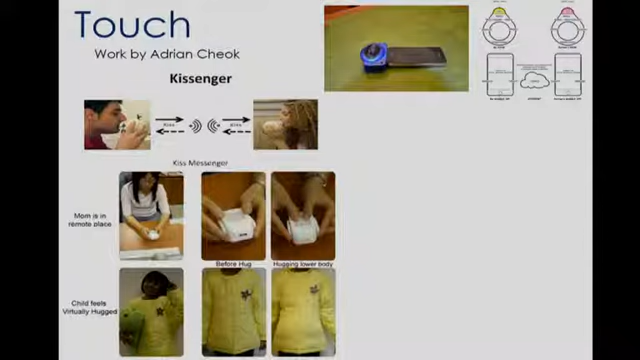 Touch
Work by Adrian Cheok
Kissenger
Kiss Messenger
Mom is in
remote place.
Before Hug
Hugging lower body
Child feels
Virtually Hugged